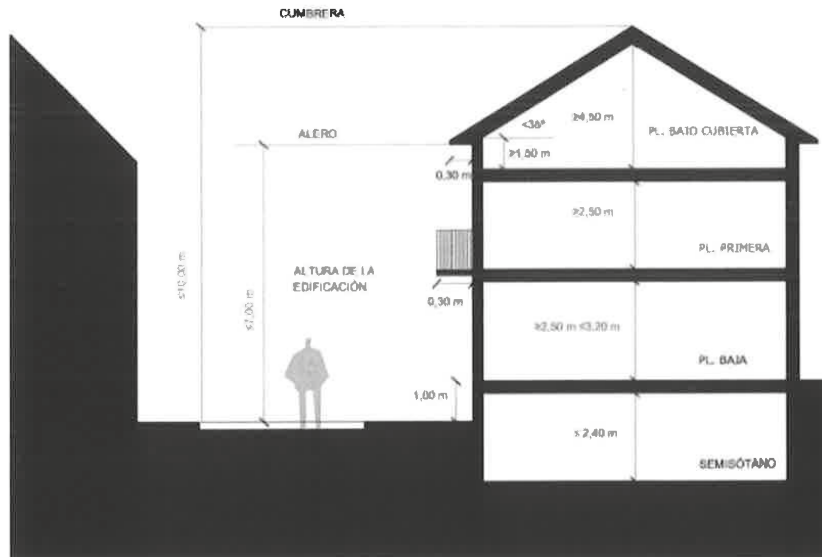 CUMBRERA
ALERO
<36º
≥4,50 m
PL. BAJO CUBIERTA
≥1,50 m
0,30 m
≥2,50 m
PL. PRIMERA
≤10,00 m
≤7,00 m
ALTURA DE LA
EDIFICACIÓN
0,30 m
≥2,50 m ≤3,20 m
PL. BAJA
1,00 m
≤ 2,40 m
SEMISÓTANO